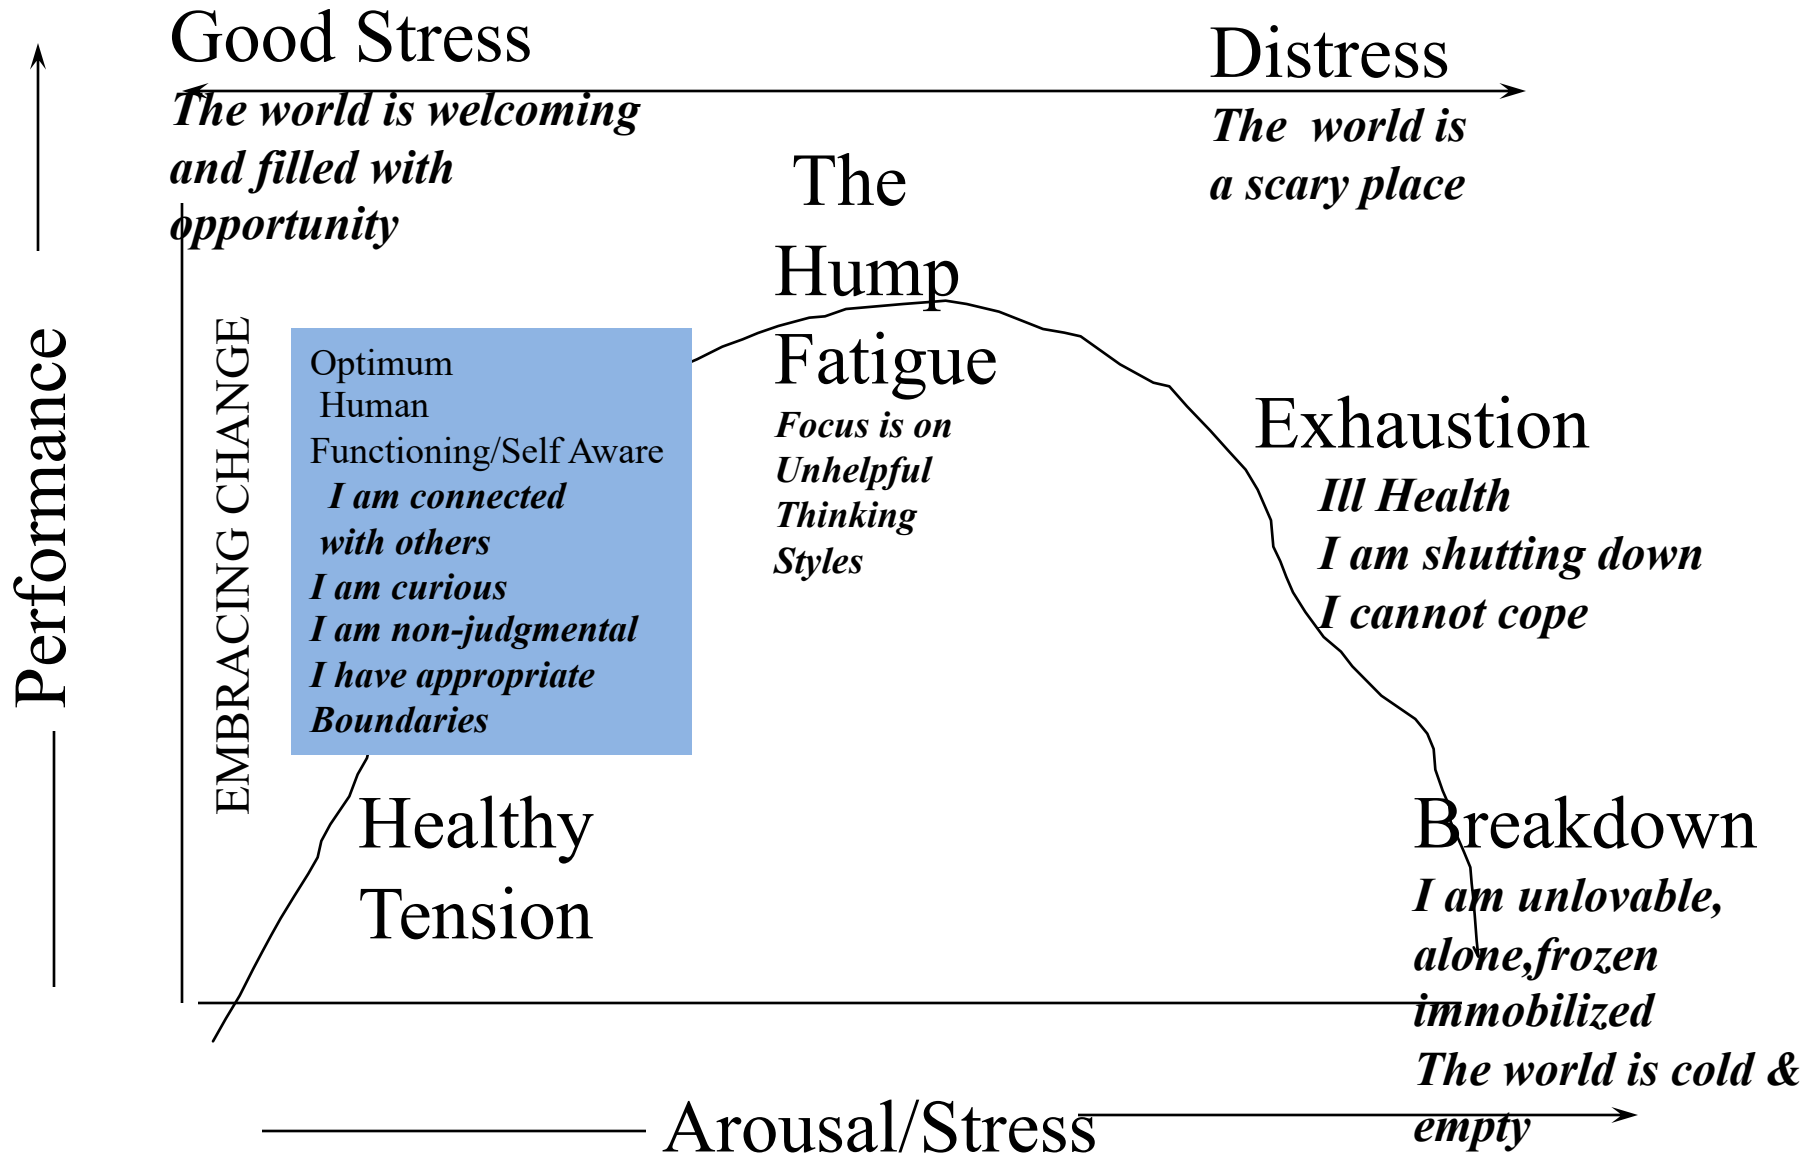 Good Stress
The world is welcoming
and filled with
opportunity
Distress
The world is
a scary place
The
Hump
Fatigue
Focus is on
Unhelpful
Thinking
Styles
Performance
EMBRACING CHANGE
Optimum
Human
Functioning/Self Aware
I am connected
with others
I am curious
I am non-judgmental
I have appropriate
Boundaries
Exhaustion
Ill Health
I am shutting down
I cannot cope
Healthy
Tension
Breakdown
I am unlovable,
alone,frozen
immobilized
The world is cold &
empty
Arousal/Stress